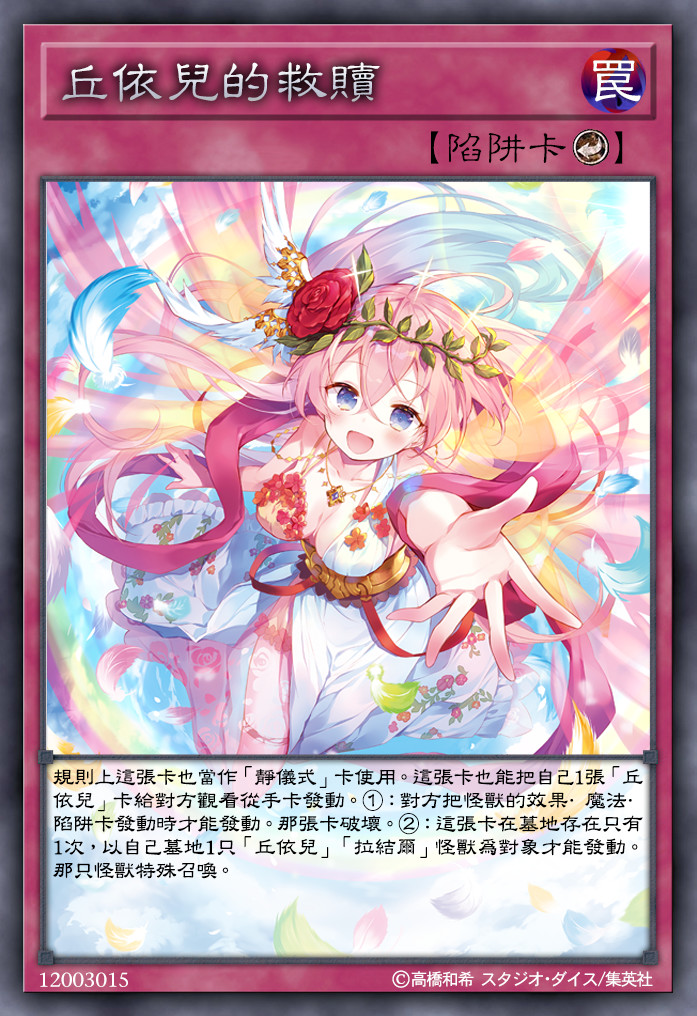 丘依兒的救贖
罠
【陷阱卡】
規則上這張卡也當作「靜儀式」卡使用。這張卡也能把自己1張「丘
依兒」卡給對方觀看從手卡發動。①：對方把怪獸的效果·魔法·
陷阱卡發動時才能發動。那張卡破壞。②：這張卡在墓地存在只有
1次，以自己墓地1只「丘依兒」「拉結爾」怪獸為對象才能發動。
那只怪獸特殊召喚。
12003015
©高橋和希 スタジオ·ダイス/集英社